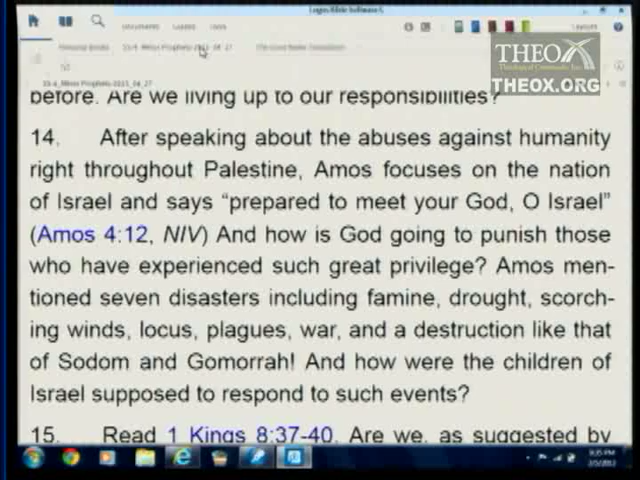 Logos Bible Software 5
Documents Guides Tools Layouts
THEOX
THEOX.ORG
before. Are we living up to our responsibilities?
14. After speaking about the abuses against humanity
right throughout Palestine, Amos focuses on the nation
of Israel and says “prepared to meet your God, O Israel”
(Amos 4:12, NIV) And how is God going to punish those
who have experienced such great privilege? Amos men-
tioned seven disasters including famine, drought, scorch-
ing winds, locus, plagues, war, and a destruction like that
of Sodom and Gomorrah! And how were the children of
Israel supposed to respond to such events?
15. Read 1 Kings 8:37-40. Are we, as suggested by